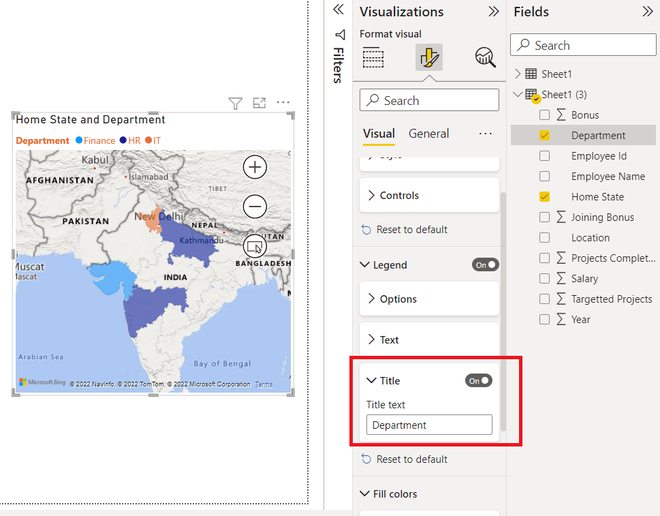 Home State and Department
Department Finance HR IT
Kabul
Islamabad
AFGHANISTAN
TIBET
PAKISTAN
New Delhi
NEPAL
Kathmandu
BHUTAN
BANGLADESH
Muscat
Mascat
INDIA
Arabian Sea
Bay of Bengal
Microsoft Bing © 2022 NavInfo, © 2022 TomTom, © 2022 Microsoft Corporation Terms
Filters
Visualizations
Format visual
Search
Visual General
Style
Controls
Reset to default
Legend On
Options
Text
Title On
Title text
Department
Reset to default
Fill colors
Fields
Search
Sheet1
Sheet1 (3)
Bonus
Department
Employee Id
Employee Name
Home State
Joining Bonus
Location
Projects Complet...
Salary
Targetted Projects
Year